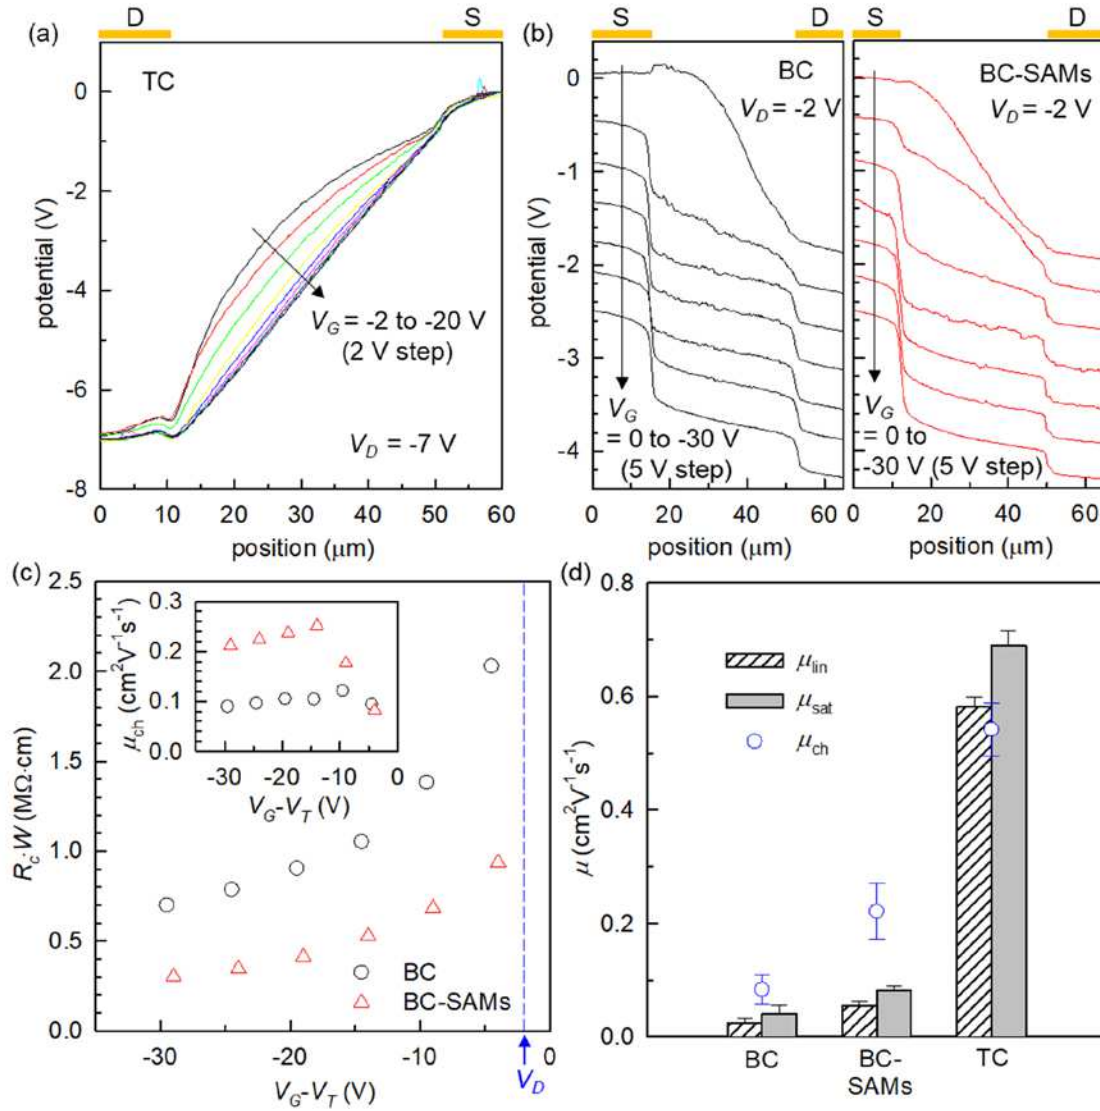 D S
(a)
TC
0
-2
-4
-6
-8
potential (V)
V_G = -2 to -20 V
(2 V step)
V_D = -7 V
0 10 20 30 40 50 60
position (μm)
S D
(b)
BC
V_D = -2 V
0
-1
-2
-3
-4
potential (V)
V_G
= 0 to -30 V
(5 V step)
0 20 40 60
position (μm)
S D
BC-SAMs
V_D = -2 V
V_G
= 0 to
-30 V (5 V step)
0 20 40 60
position (μm)
(c)
2.5
2.0
1.5
1.0
0.5
0.0
R_c·W (MΩ·cm)
0.3
0.2
0.1
0.0
μ_ch (cm²V⁻¹s⁻¹)
-30 -20 -10 0
V_G-V_T (V)
BC
BC-SAMs
-30 -20 -10 0
V_G-V_T (V)
V_D
(d)
0.8
0.6
0.4
0.2
0.0
μ (cm²V⁻¹s⁻¹)
μ_lin
μ_sat
μ_ch
BC BC-
SAMs TC